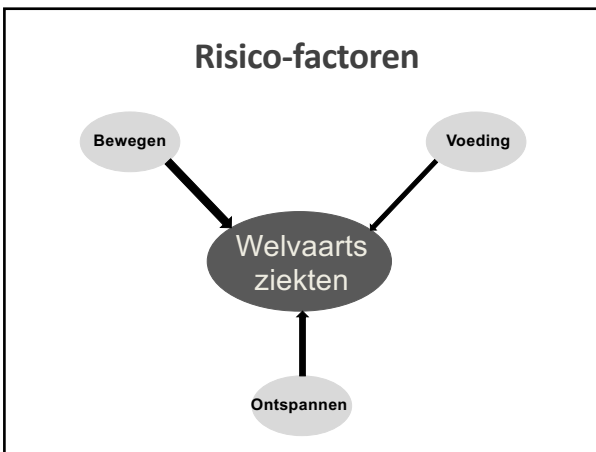 Risico-factoren
Bewegen
Voeding
Welvaarts
ziekten
Ontspannen